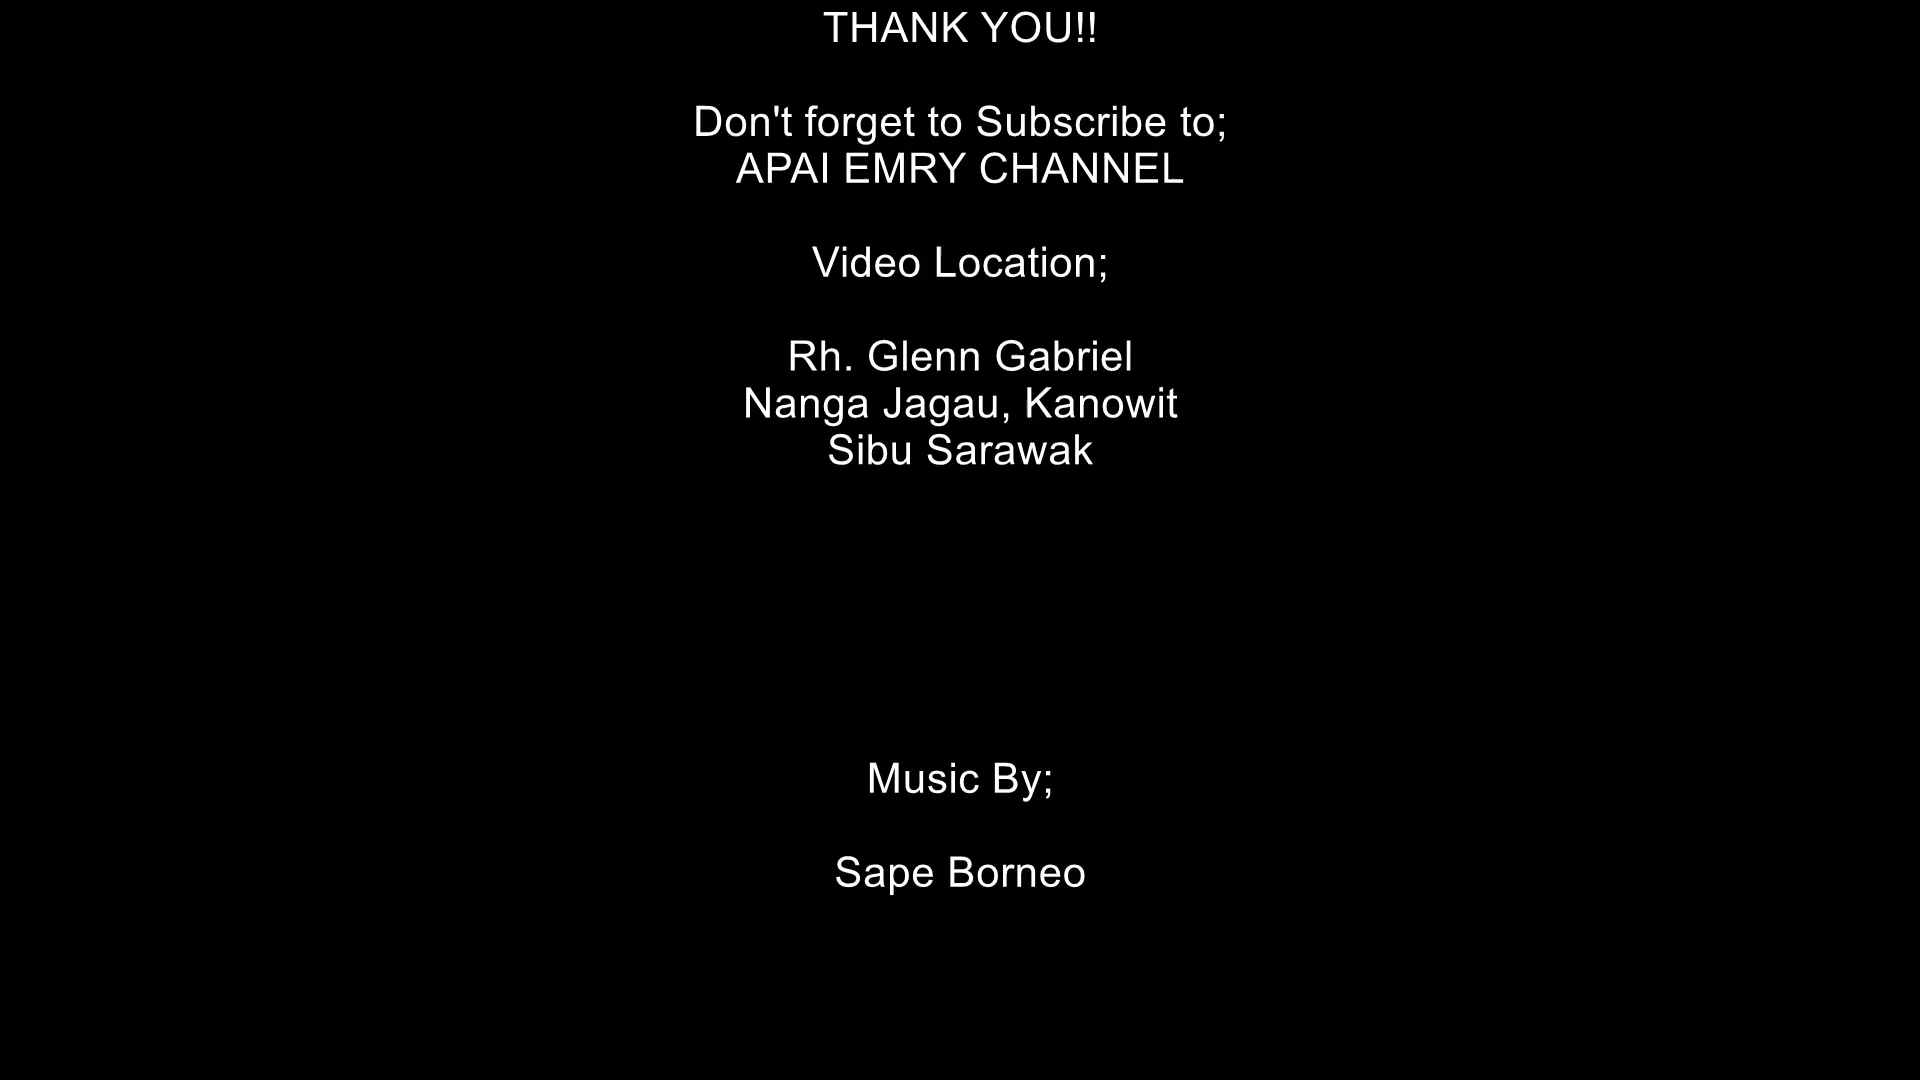 THANK YOU!!
Don't forget to Subscribe to;
APAI EMRY CHANNEL
Video Location;
Rh. Glenn Gabriel
Nanga Jagau, Kanowit
Sibu Sarawak
Music By;
Sape Borneo